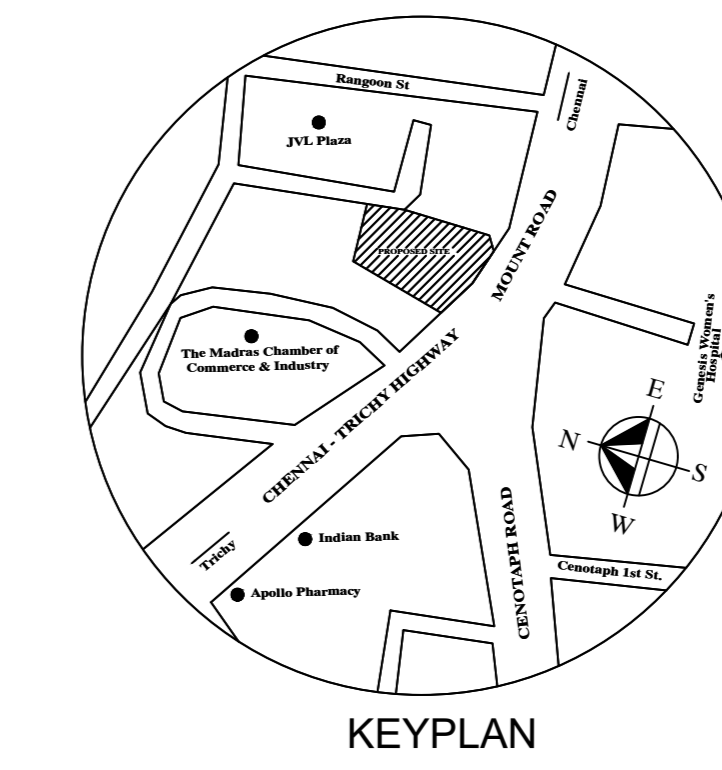 Rangoon St
Chennai
JVL Plaza
MOUNT ROAD
PROPOSED SITE
Genesis Women's
Hospital
The Madras Chamber of
Commerce & Industry
CHENNAI - TRICHY HIGHWAY
E
N
S
W
CENOTAPH ROAD
Indian Bank
Trichy
Cenotaph 1st St.
Apollo Pharmacy
KEYPLAN